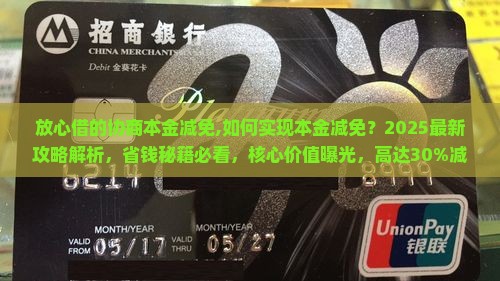 招商银行
CHINA MERCHANTS
Debit 金葵花卡
放心借的协商本金减免,如何实现本金减免？2025最新
攻略解析，省钱秘籍必看，核心价值曝光，高达30%减
MONTH/YEAR MONTH/YEAR
VALID FROM 05/17 VALID THRU 05/27
UnionPay
银联